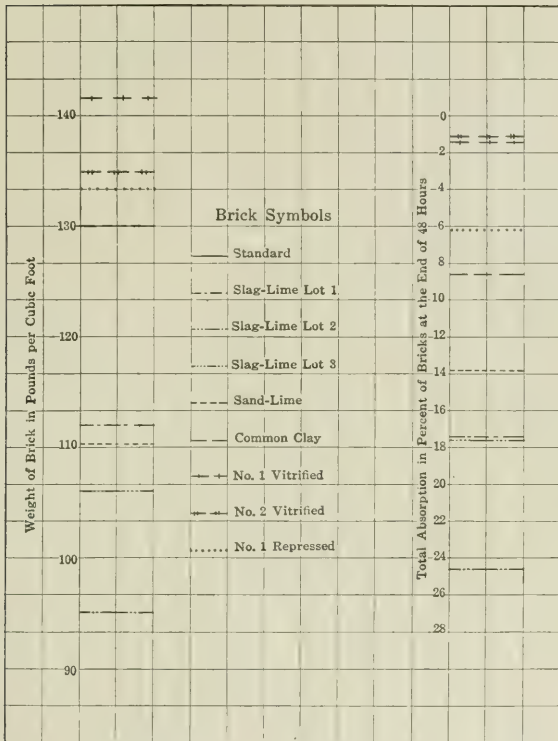 Weight of Brick in Pounds per Cubic Foot
140
130
120
110
100
90
Brick Symbols
Standard
Slag-Lime Lot 1
Slag-Lime Lot 2
Slag-Lime Lot 3
Sand-Lime
Common Clay
No. 1 Vitrified
No. 2 Vitrified
No. 1 Repressed
Total Absorption in Percent of Bricks at the End of 48 Hours
0
2
4
6
8
10
12
14
16
18
20
22
24
26
28